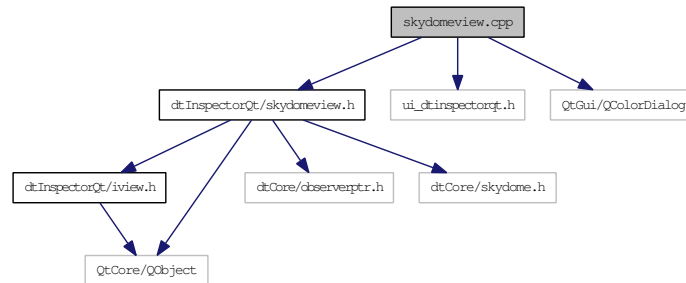 skydomeview.cpp
dtInspectorQt/skydomeview.h
ui_dtinspectorqt.h
QtGui/QColorDialog
dtInspectorQt/iview.h
dtCore/observerptr.h
dtCore/skydome.h
QtCore/QObject